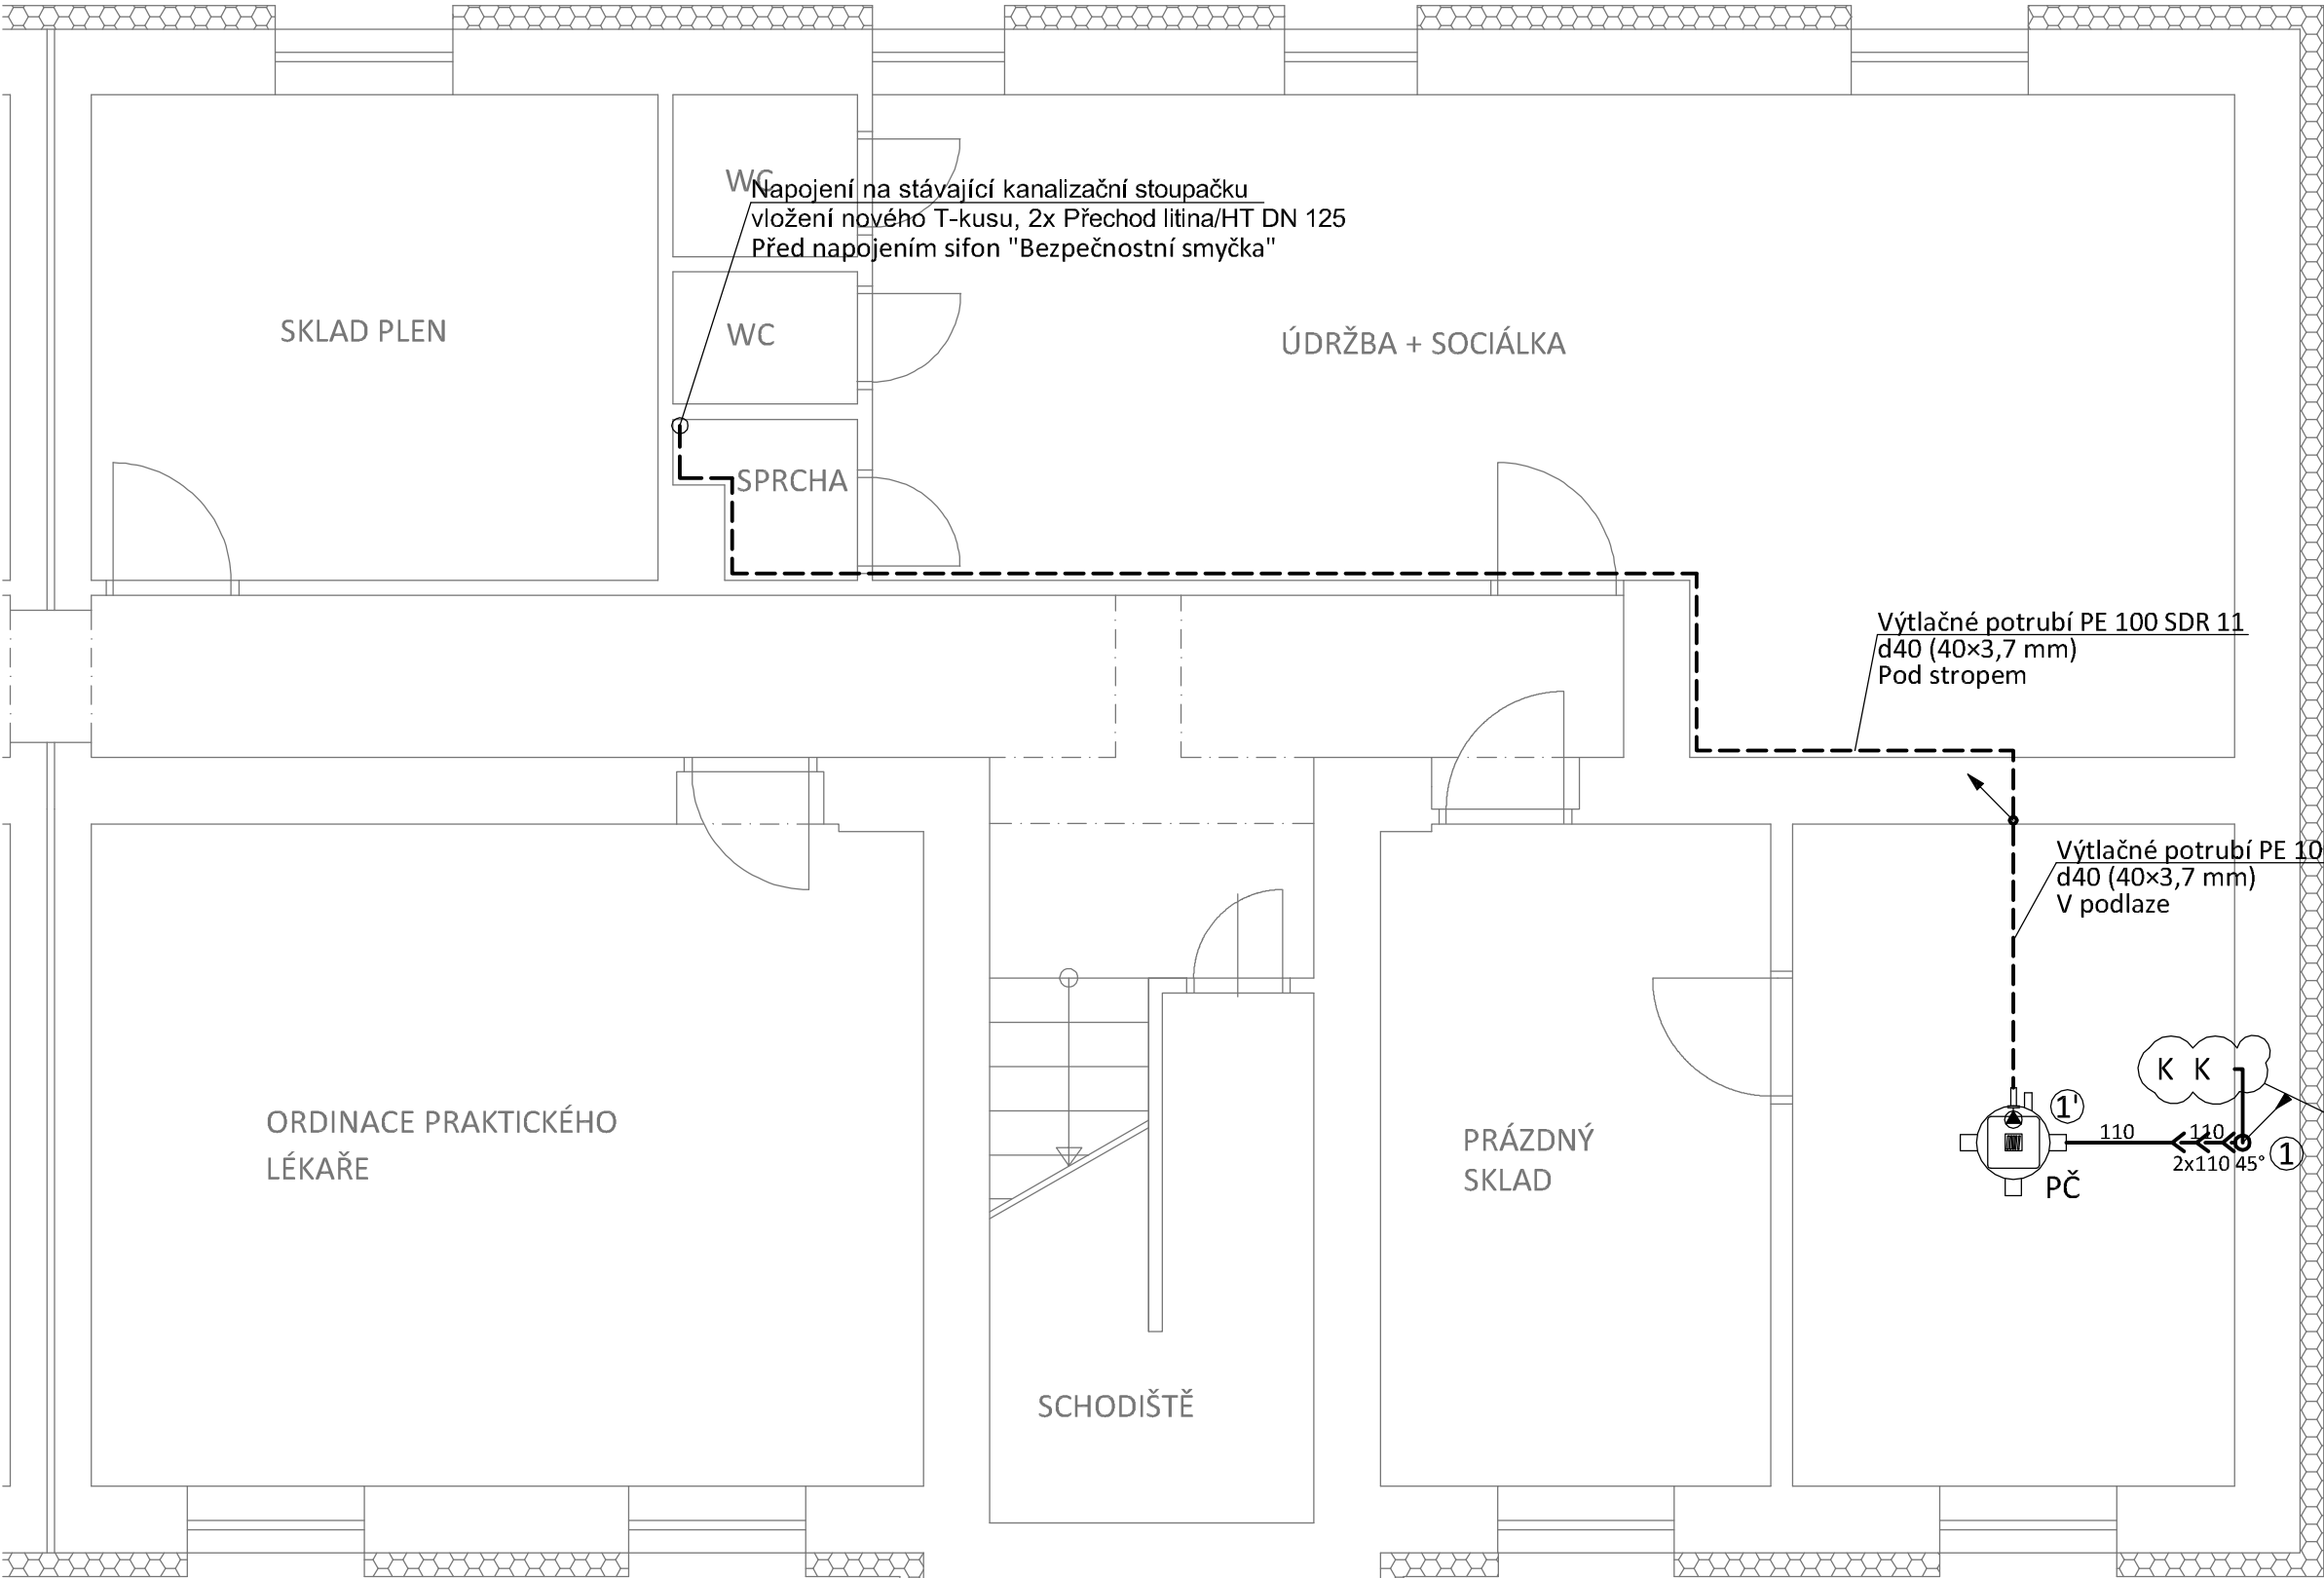 WC
Napojení na stávající kanalizační stoupačku
vložení nového T-kusu, 2x Přechod litina/HT DN 125
Před napojením sifon "Bezpečnostní smyčka"
SKLAD PLEN
WC
ÚDRŽBA + SOCIÁLKA
SPRCHA
Výtlačné potrubí PE 100 SDR 11
d40 (40×3,7 mm)
Pod stropem
Výtlačné potrubí PE 10
d40 (40×3,7 mm)
V podlaze
K K
1'
110 110
2x110 45° 1
PČ
ORDINACE PRAKTICKÉHO
LÉKAŘE
PRÁZDNÝ
SKLAD
SCHODIŠTĚ